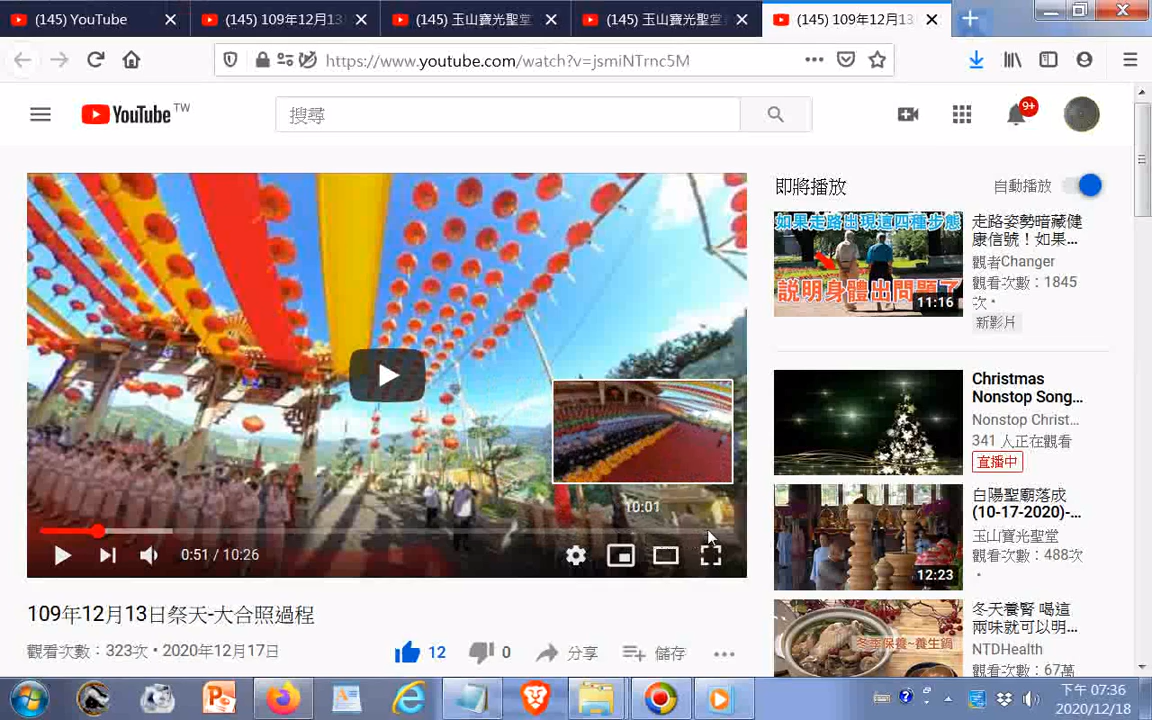 (145) YouTube
(145) 109年12月13
(145) 玉山寶光聖堂
(145) 玉山寶光聖堂
(145) 109年12月13
https://www.youtube.com/watch?v=jsmiNTrnc5M
YouTube TW
搜尋
9+
即將播放
自動播放
如果走路出現這四種步態
說明身體出問題了
11:16
走路姿勢暗藏健
康信號！如果...
觀者Changer
觀看次數：1845
次・
新影片
Christmas
Nonstop Song...
Nonstop Christ...
341 人正在觀看
直播中
白陽聖廟落成
(10-17-2020)-...
玉山寶光聖堂
觀看次數：488次
・
12:23
冬季保養~養生鍋
冬天養腎 喝這
兩味就可以明...
NTDHealth
觀看次數：67萬
10:01
0:51 / 10:26
109年12月13日祭天-大合照過程
觀看次數：323次・2020年12月17日
12
0
分享
儲存
下午 07:36
2020/12/18